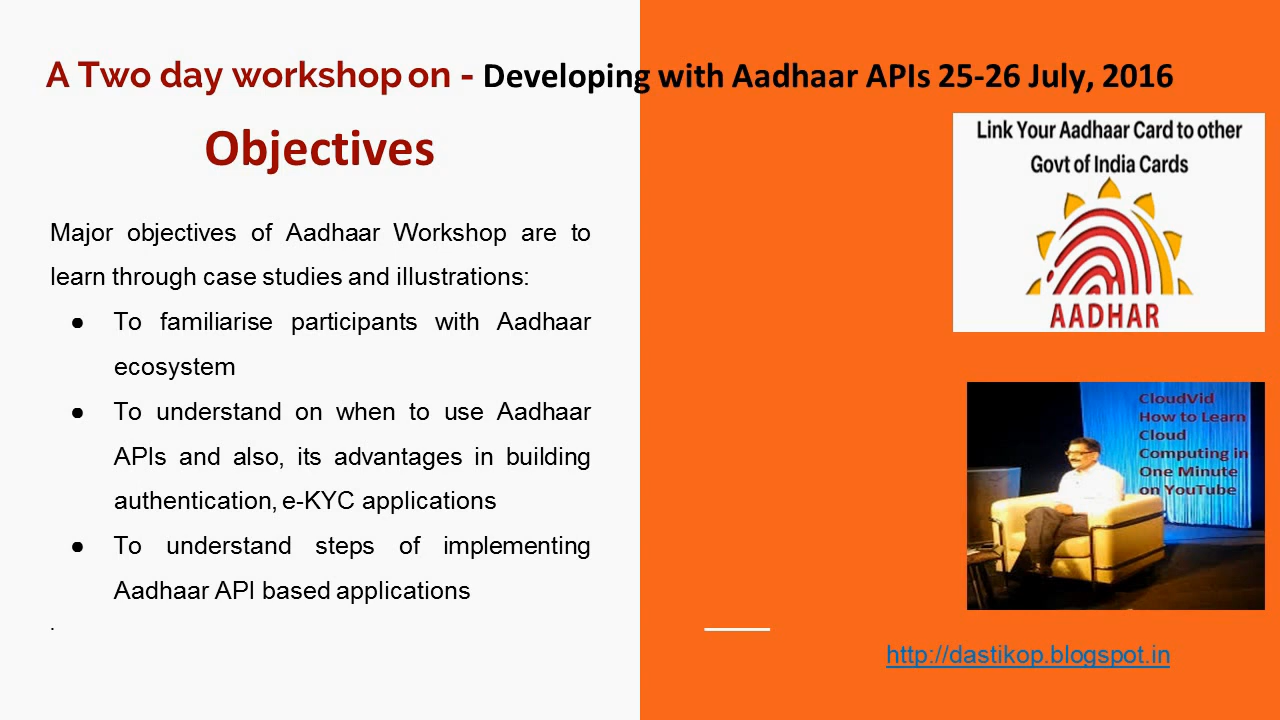 A Two day workshop on - Developing with Aadhaar APIs 25-26 July, 2016
Objectives
Major objectives of Aadhaar Workshop are to
learn through case studies and illustrations:
● To familiarise participants with Aadhaar
ecosystem
● To understand on when to use Aadhaar
APIs and also, its advantages in building
authentication, e-KYC applications
● To understand steps of implementing
Aadhaar API based applications
.
Link Your Aadhaar Card to other
Govt of India Cards
AADHAR
CloudVid
How to Learn
Cloud
Computing in
One Minute
on YouTube
http://dastikop.blogspot.in